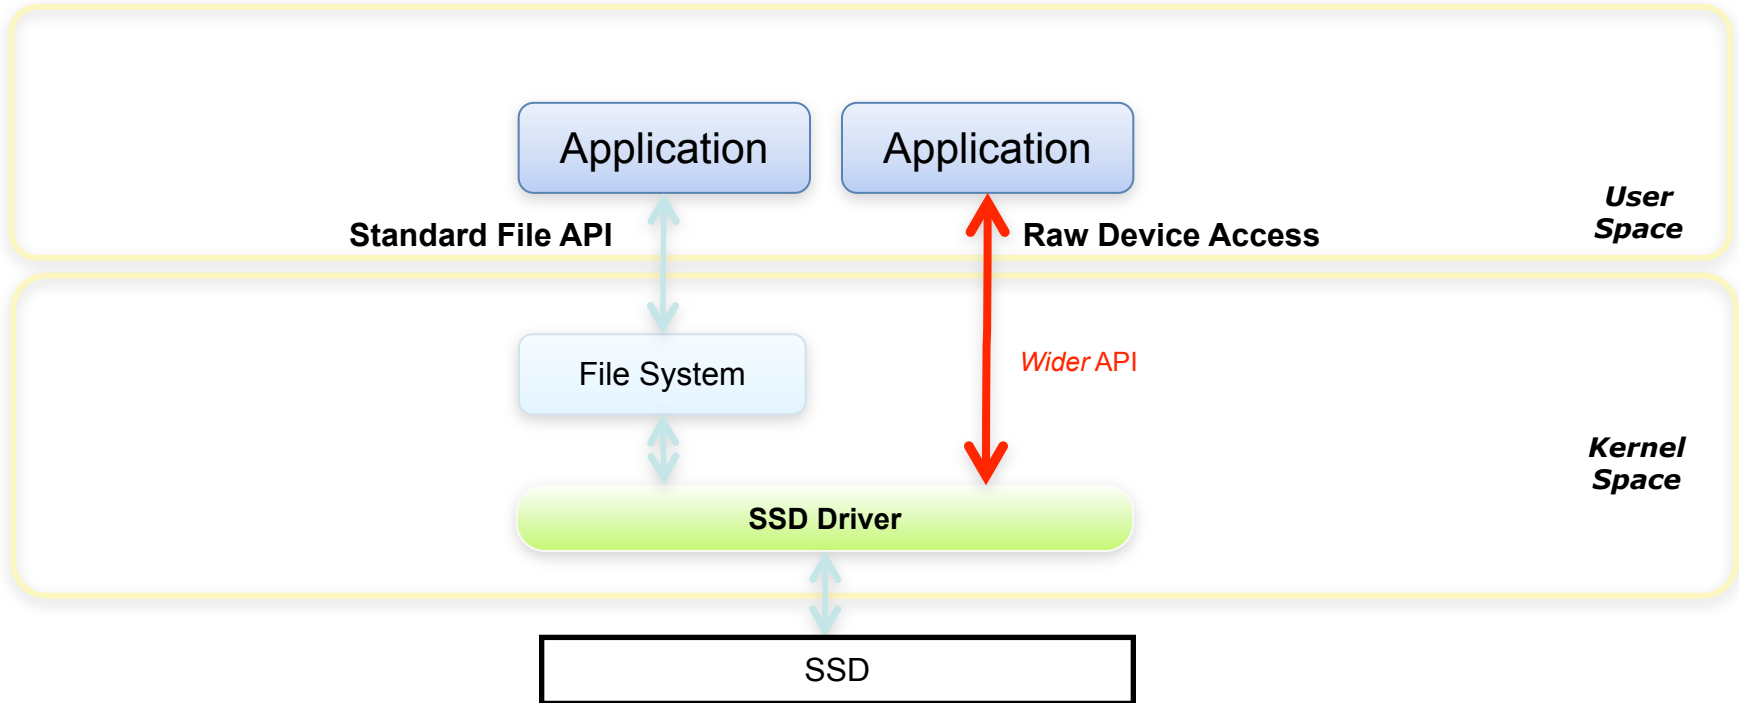 Application
Application
User
Space
Standard File API
Raw Device Access
File System
Wider API
Kernel
Space
SSD Driver
SSD